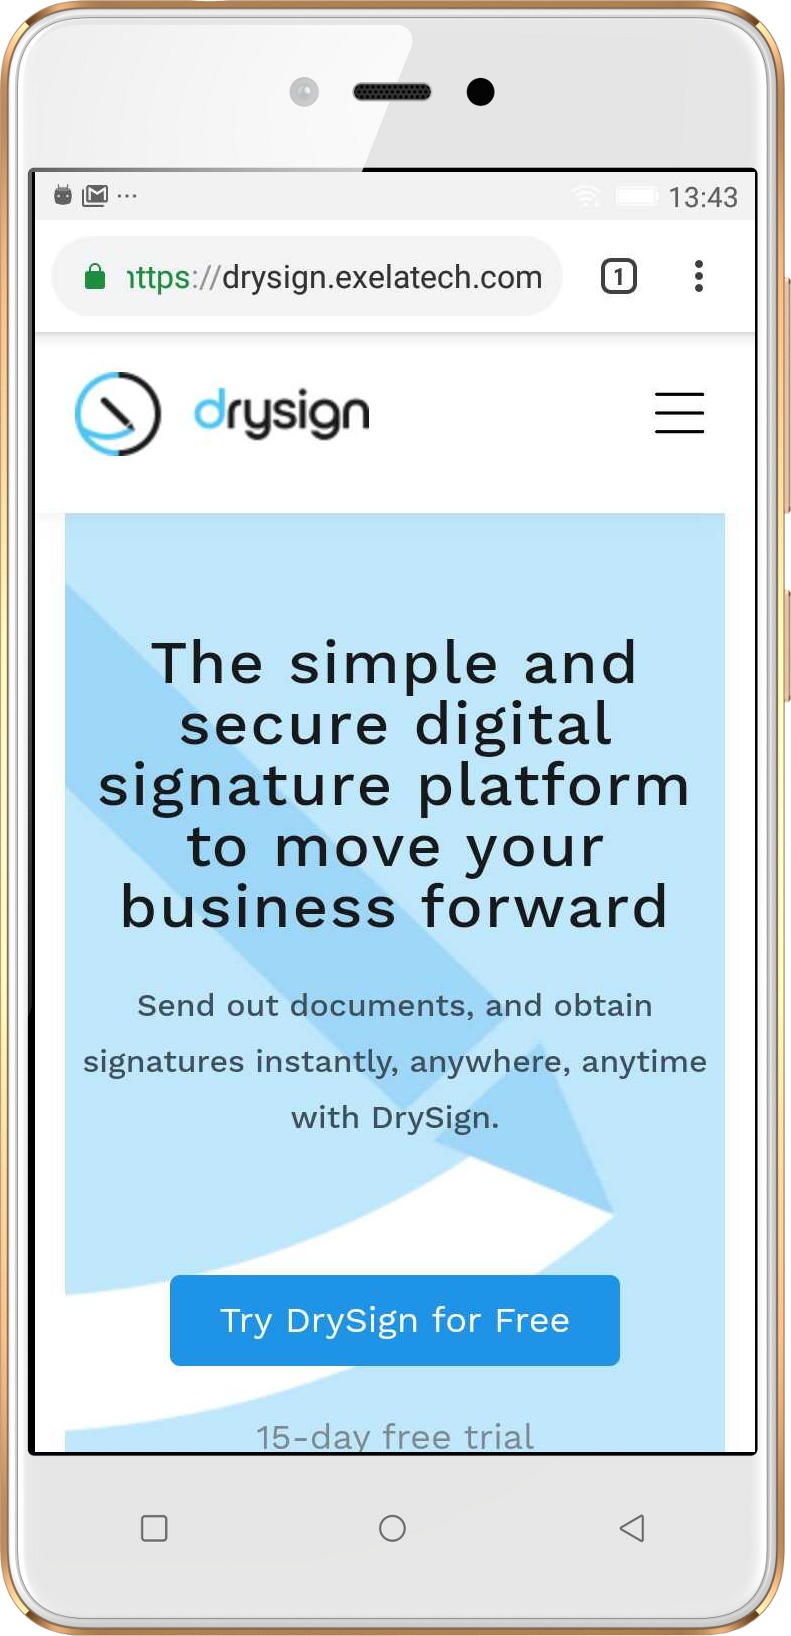 13:43
https://drysign.exelatech.com
1
drysign
The simple and
secure digital
signature platform
to move your
business forward
Send out documents, and obtain
signatures instantly, anywhere, anytime
with DrySign.
Try DrySign for Free
15-day free trial